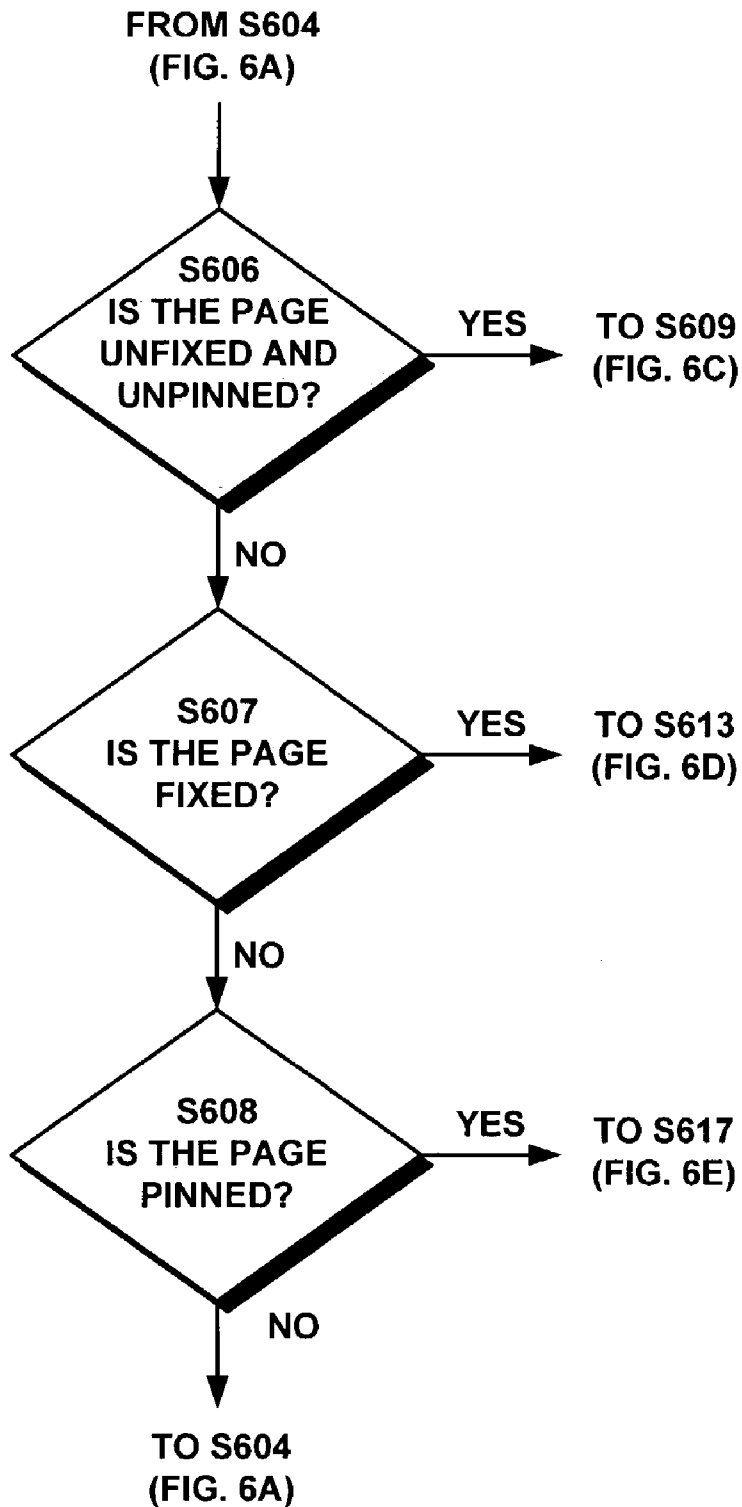 FROM S604
(FIG. 6A)
S606
IS THE PAGE
UNFIXED AND
UNPINNED?
YES
TO S609
(FIG. 6C)
NO
S607
IS THE PAGE
FIXED?
YES
TO S613
(FIG. 6D)
NO
S608
IS THE PAGE
PINNED?
YES
TO S617
(FIG. 6E)
NO
TO S604
(FIG. 6A)